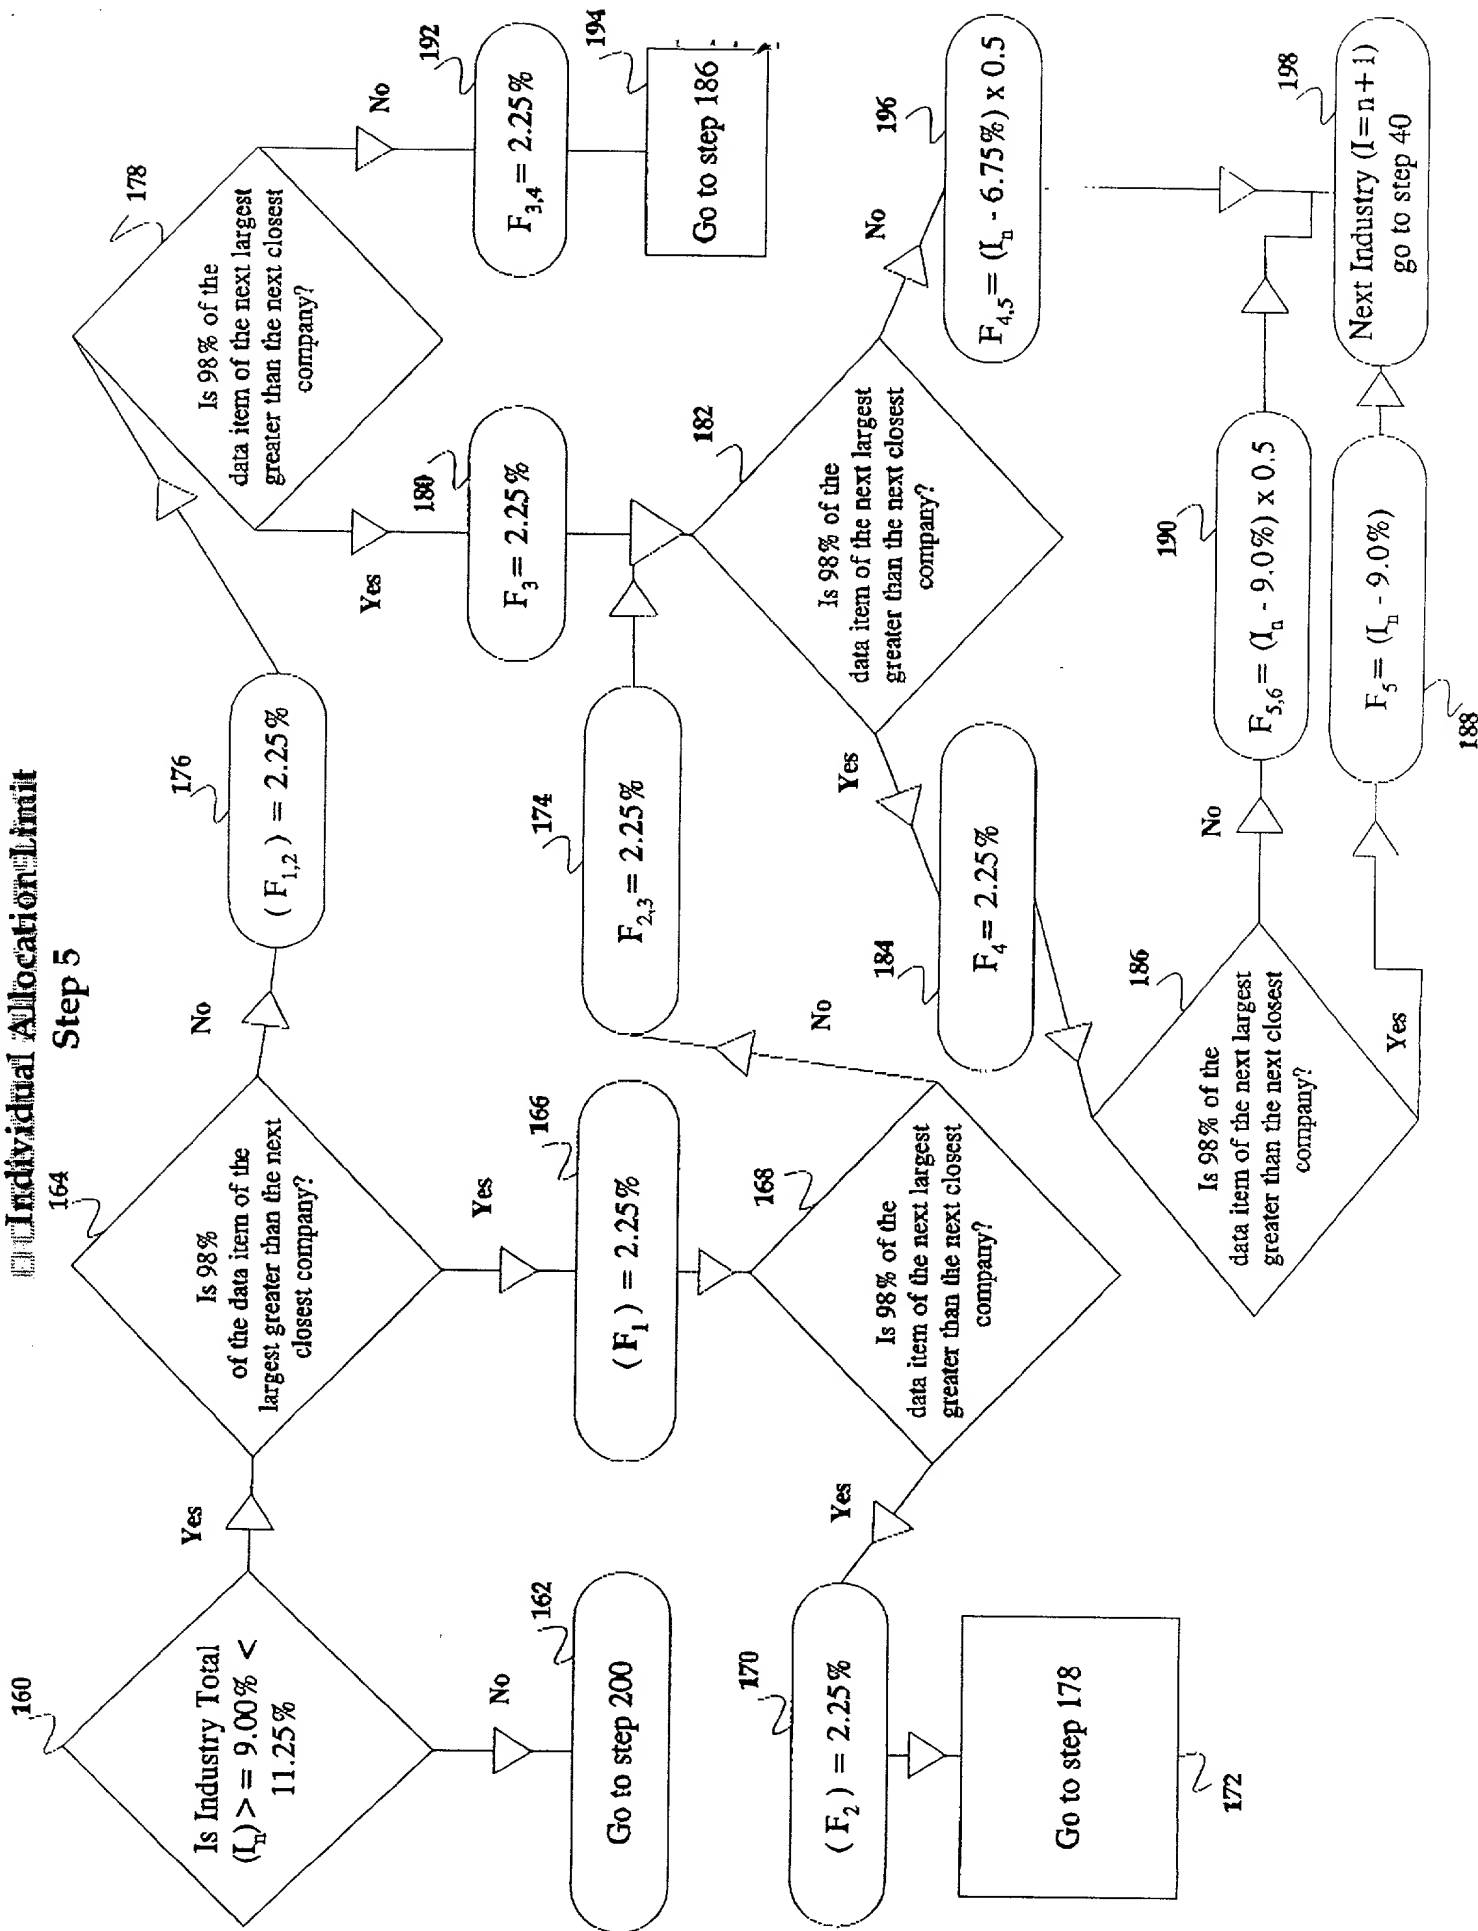 Individual Allocation Limit
Step 5
160
Is Industry Total
(Iₙ) > = 9.00% <
11.25%
Yes
No
162
Go to step 200
164
Is 98%
of the data item of the
largest greater than the next
closest company?
No
Yes
176
(F₁,₂) = 2.25%
166
(F₁) = 2.25%
168
Is 98% of the
data item of the next largest
greater than the next closest
company?
Yes
No
170
(F₂) = 2.25%
Go to step 178
172
174
F₂,₃ = 2.25%
178
Is 98% of the
data item of the next largest
greater than the next closest
company?
Yes
No
180
F₃ = 2.25%
192
F₃,₄ = 2.25%
194
Go to step 186
182
Is 98% of the
data item of the next largest
greater than the next closest
company?
Yes
No
184
F₄ = 2.25%
196
F₄,₅ = (Iₙ - 6.75%) x 0.5
186
Is 98% of the
data item of the next largest
greater than the next closest
company?
No
Yes
190
F₅,₆ = (Iₙ - 9.0%) x 0.5
F₅ = (Iₙ - 9.0%)
188
198
Next Industry (I=n+1)
go to step 40